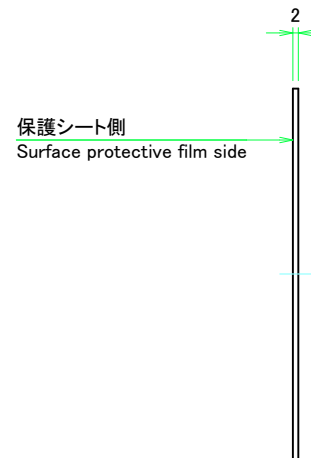 2
保護シート側
Surface protective film side